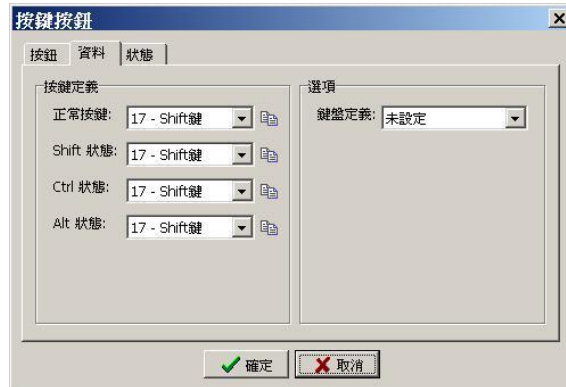 按鍵按鈕
按鈕 資料 狀態
按鍵定義
正常按鍵: 17 - Shift鍵
Shift 狀態: 17 - Shift鍵
Ctrl 狀態: 17 - Shift鍵
Alt 狀態: 17 - Shift鍵
選項
鍵盤定義: 未設定
確定 取消